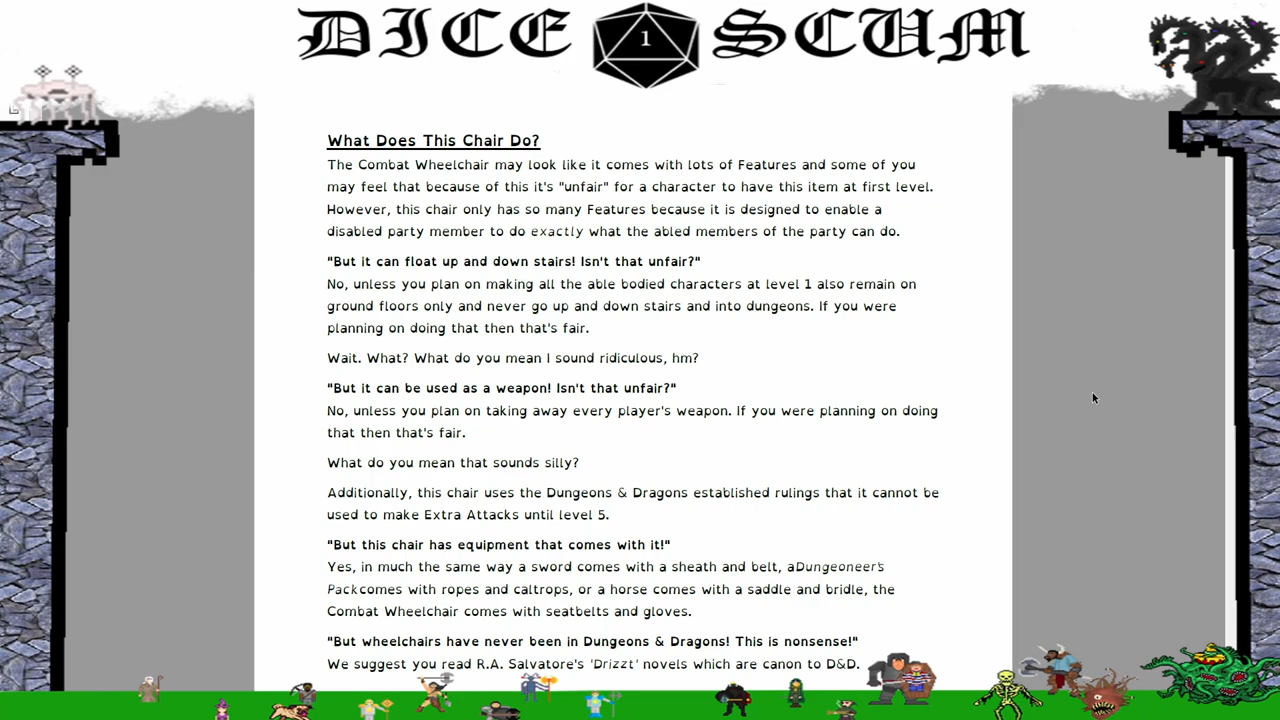 DICE 1 SCUM
What Does This Chair Do?
The Combat Wheelchair may look like it comes with lots of Features and some of you
may feel that because of this it's "unfair" for a character to have this item at first level.
However, this chair only has so many Features because it is designed to enable a
disabled party member to do exactly what the abled members of the party can do.
"But it can float up and down stairs! Isn't that unfair?"
No, unless you plan on making all the able bodied characters at level 1 also remain on
ground floors only and never go up and down stairs and into dungeons. If you were
planning on doing that then that's fair.
Wait. What? What do you mean I sound ridiculous, hm?
"But it can be used as a weapon! Isn't that unfair?"
No, unless you plan on taking away every player's weapon. If you were planning on doing
that then that's fair.
What do you mean that sounds silly?
Additionally, this chair uses the Dungeons & Dragons established rulings that it cannot be
used to make Extra Attacks until level 5.
"But this chair has equipment that comes with it!"
Yes, in much the same way a sword comes with a sheath and belt, aDungeoneer's
Packcomes with ropes and caltrops, or a horse comes with a saddle and bridle, the
Combat Wheelchair comes with seatbelts and gloves.
"But wheelchairs have never been in Dungeons & Dragons! This is nonsense!"
We suggest you read R.A. Salvatore's 'Drizzt' novels which are canon to D&D.